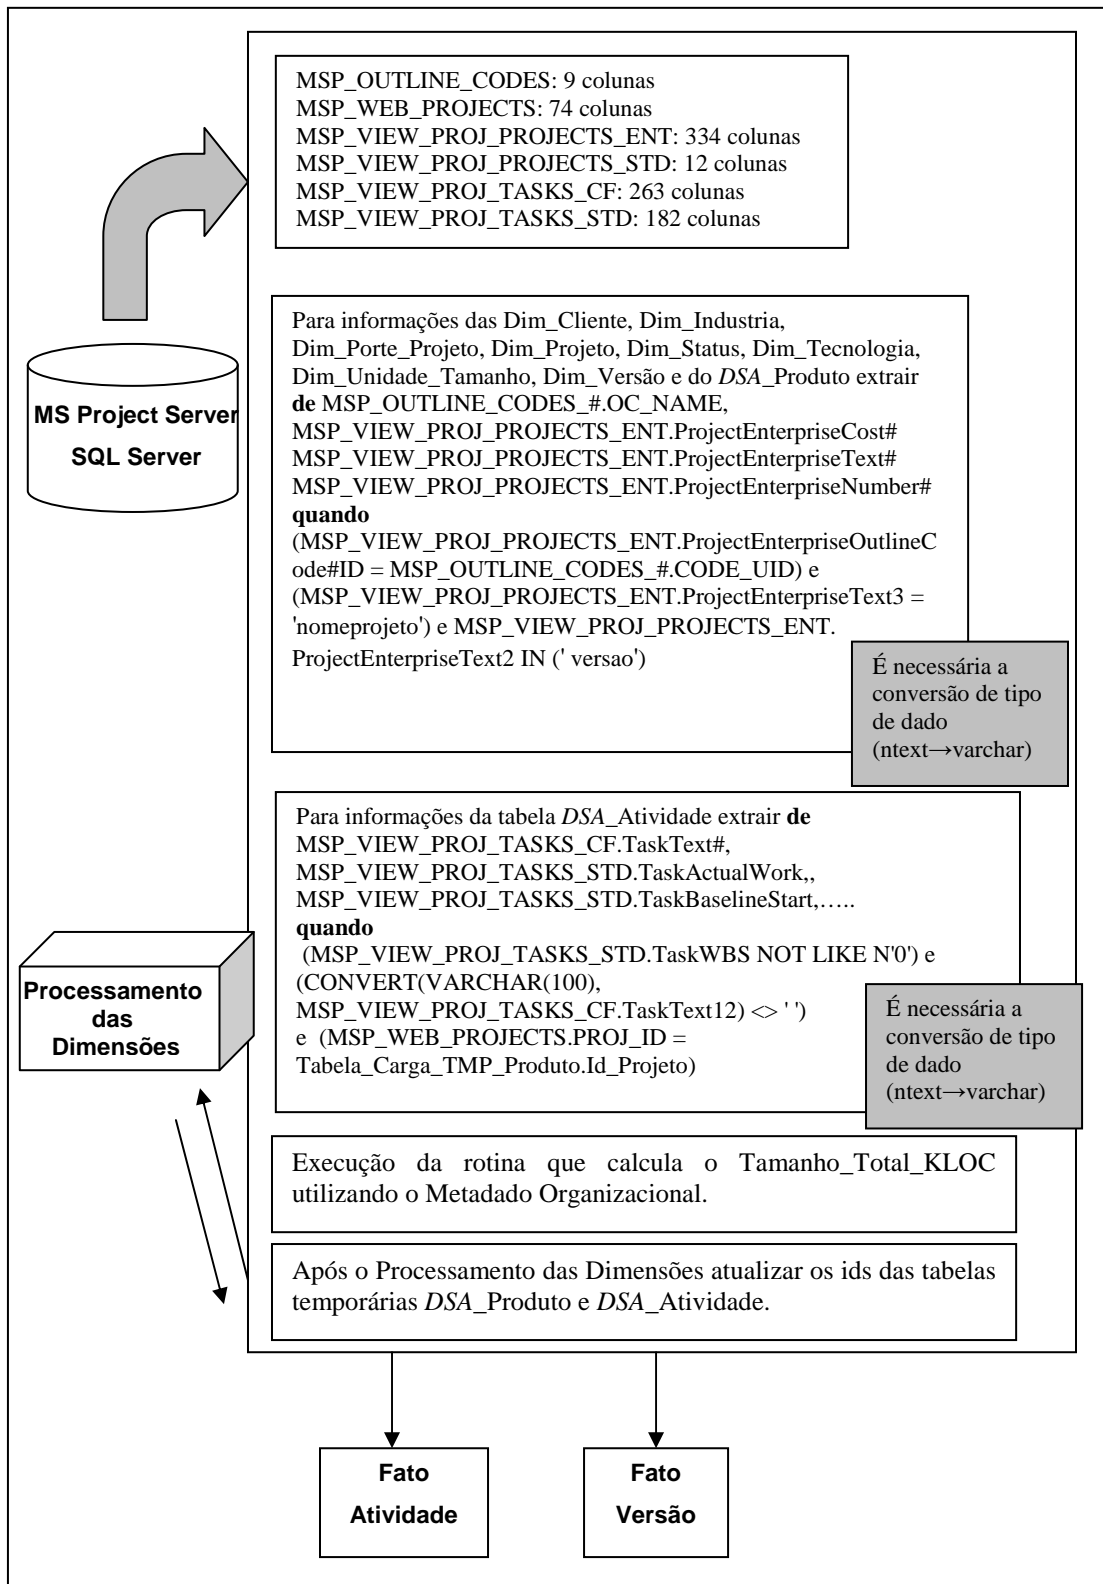 MSP_OUTLINE_CODES: 9 colunas
MSP_WEB_PROJECTS: 74 colunas
MSP_VIEW_PROJ_PROJECTS_ENT: 334 colunas
MSP_VIEW_PROJ_PROJECTS_STD: 12 colunas
MSP_VIEW_PROJ_TASKS_CF: 263 colunas
MSP_VIEW_PROJ_TASKS_STD: 182 colunas
MS Project Server
SQL Server
Para informações das Dim_Cliente, Dim_Industria,
Dim_Porte_Projeto, Dim_Projeto, Dim_Status, Dim_Tecnologia,
Dim_Unidade_Tamanho, Dim_Versão e do DSA_Produto extrair
de MSP_OUTLINE_CODES_#.OC_NAME,
MSP_VIEW_PROJ_PROJECTS_ENT.ProjectEnterpriseCost#
MSP_VIEW_PROJ_PROJECTS_ENT.ProjectEnterpriseText#
MSP_VIEW_PROJ_PROJECTS_ENT.ProjectEnterpriseNumber#
quando
(MSP_VIEW_PROJ_PROJECTS_ENT.ProjectEnterpriseOutlineC
ode#ID = MSP_OUTLINE_CODES_#.CODE_UID) e
(MSP_VIEW_PROJ_PROJECTS_ENT.ProjectEnterpriseText3 =
'nomeprojeto') e MSP_VIEW_PROJ_PROJECTS_ENT.
ProjectEnterpriseText2 IN (' versao')
É necessária a
conversão de tipo
de dado
(ntext→varchar)
Para informações da tabela DSA_Atividade extrair de
MSP_VIEW_PROJ_TASKS_CF.TaskText#,
MSP_VIEW_PROJ_TASKS_STD.TaskActualWork,,
MSP_VIEW_PROJ_TASKS_STD.TaskBaselineStart,…..
quando
(MSP_VIEW_PROJ_TASKS_STD.TaskWBS NOT LIKE N'0') e
(CONVERT(VARCHAR(100),
MSP_VIEW_PROJ_TASKS_CF.TaskText12) <> ' ')
e (MSP_WEB_PROJECTS.PROJ_ID =
Tabela_Carga_TMP_Produto.Id_Projeto)
É necessária a
conversão de tipo
de dado
(ntext→varchar)
Processamento
das
Dimensões
Execução da rotina que calcula o Tamanho_Total_KLOC
utilizando o Metadado Organizacional.
Após o Processamento das Dimensões atualizar os ids das tabelas
temporárias DSA_Produto e DSA_Atividade.
Fato
Atividade
Fato
Versão